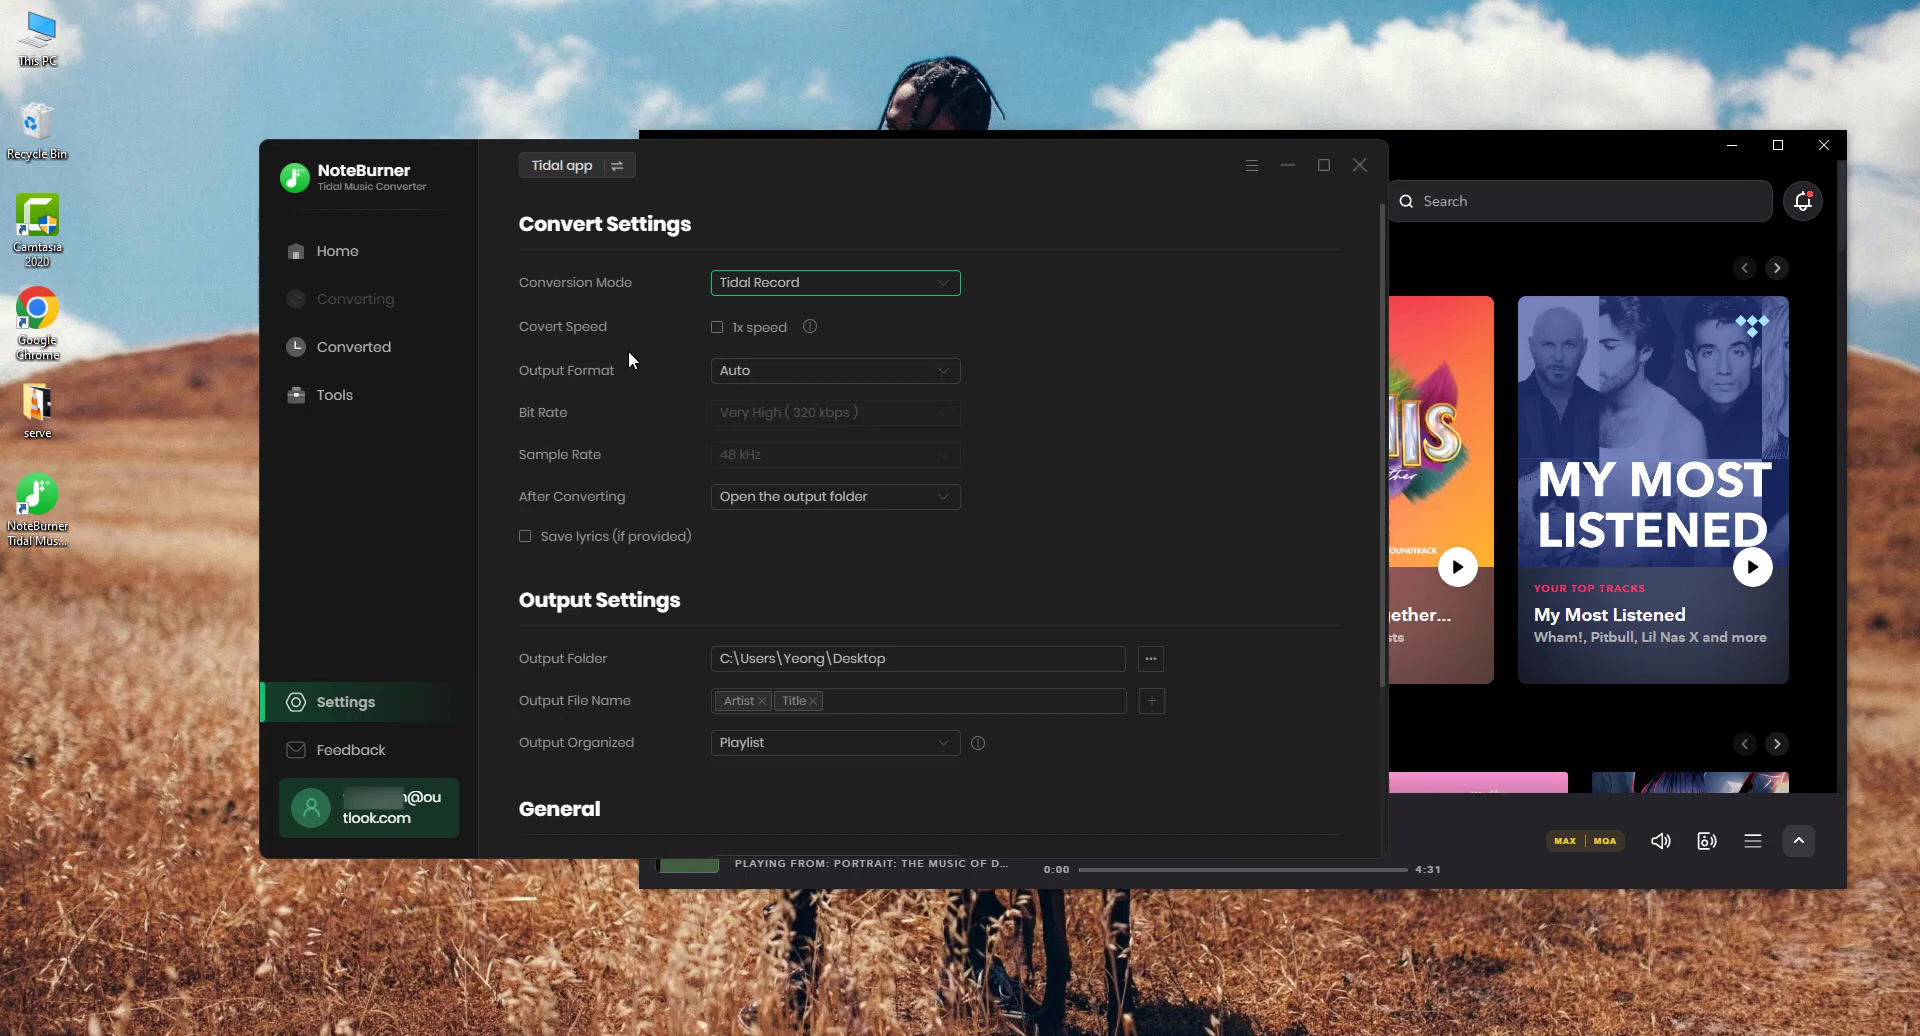 This PC
Recycle Bin
Camtasia
2020
Google
Chrome
serve
NoteBurner
Tidal Mus...
NoteBurner
Tidal Music Converter
Home
Converting
Converted
Tools
Settings
Feedback
@ou
tlook.com
Tidal app
Convert Settings
Conversion Mode
Tidal Record
Covert Speed
1x speed
Output Format
Auto
Bit Rate
Very High ( 320 kbps )
Sample Rate
48 kHz
After Converting
Open the output folder
Save lyrics (if provided)
Output Settings
Output Folder
C:\Users\Yeong\Desktop
...
Output File Name
Artist
Title
Output Organized
Playlist
General
Search
OUNDTRACK
ether...
sts
MY MOST
LISTENED
YOUR TOP TRACKS
My Most Listened
Wham!, Pitbull, Lil Nas X and more
PLAYING FROM: PORTRAIT: THE MUSIC OF D...
0:00
4:31
MAX | MQA